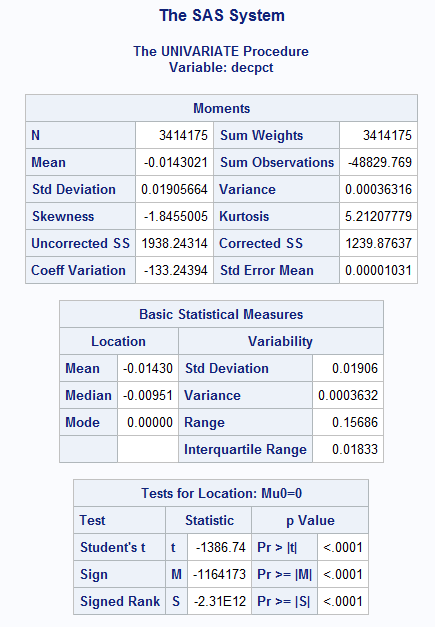 The SAS System
The UNIVARIATE Procedure
Variable: decpct
Moments
N 3414175 Sum Weights 3414175
Mean -0.0143021 Sum Observations -48829.769
Std Deviation 0.01905664 Variance 0.00036316
Skewness -1.8455005 Kurtosis 5.21207779
Uncorrected SS 1938.24314 Corrected SS 1239.87637
Coeff Variation -133.24394 Std Error Mean 0.00001031
Basic Statistical Measures
Location Variability
Mean -0.01430 Std Deviation 0.01906
Median -0.00951 Variance 0.0003632
Mode 0.00000 Range 0.15686
Interquartile Range 0.01833
Tests for Location: Mu0=0
Test Statistic p Value
Student's t t -1386.74 Pr > |t| <.0001
Sign M -1164173 Pr >= |M| <.0001
Signed Rank S -2.31E12 Pr >= |S| <.0001